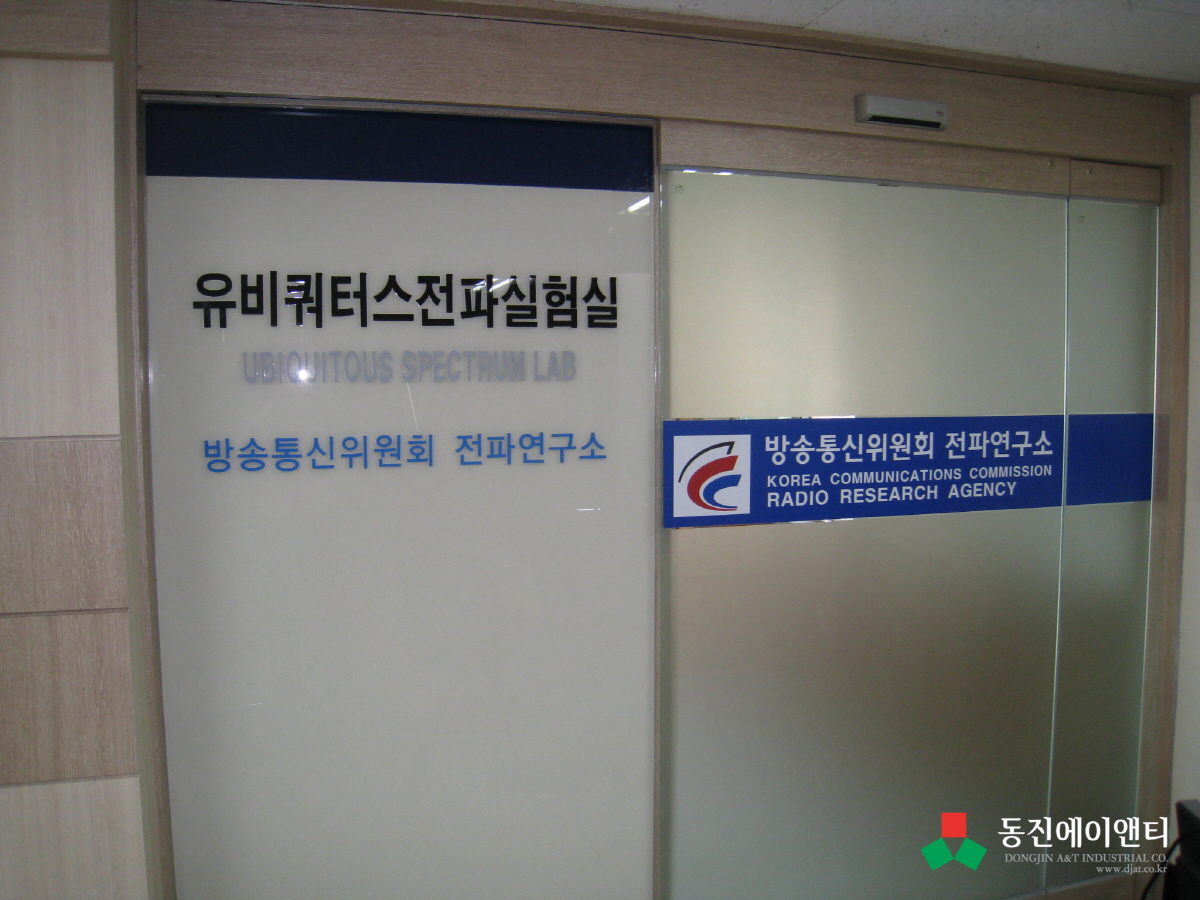 유비쿼터스전파실험실
UBIQUITOUS SPECTRUM LAB
방송통신위원회 전파연구소
방송통신위원회 전파연구소
KOREA COMMUNICATIONS COMMISSION
RADIO RESEARCH AGENCY
동진에이앤티
DONGJIN A&T INDUSTRIAL CO.
www.djat.co.kr